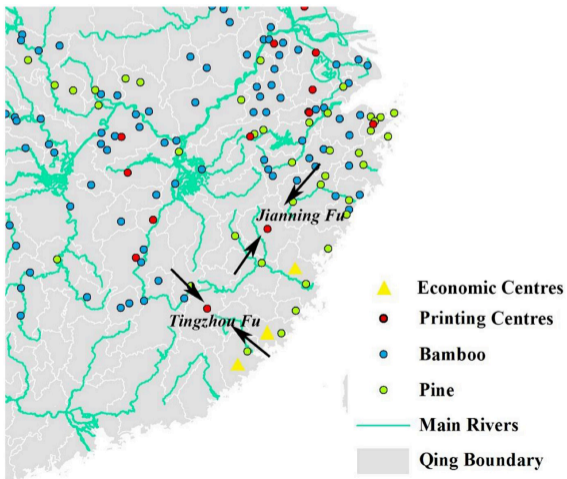 Jianning Fu
Tingzhou Fu
Economic Centres
Printing Centres
Bamboo
Pine
Main Rivers
Qing Boundary